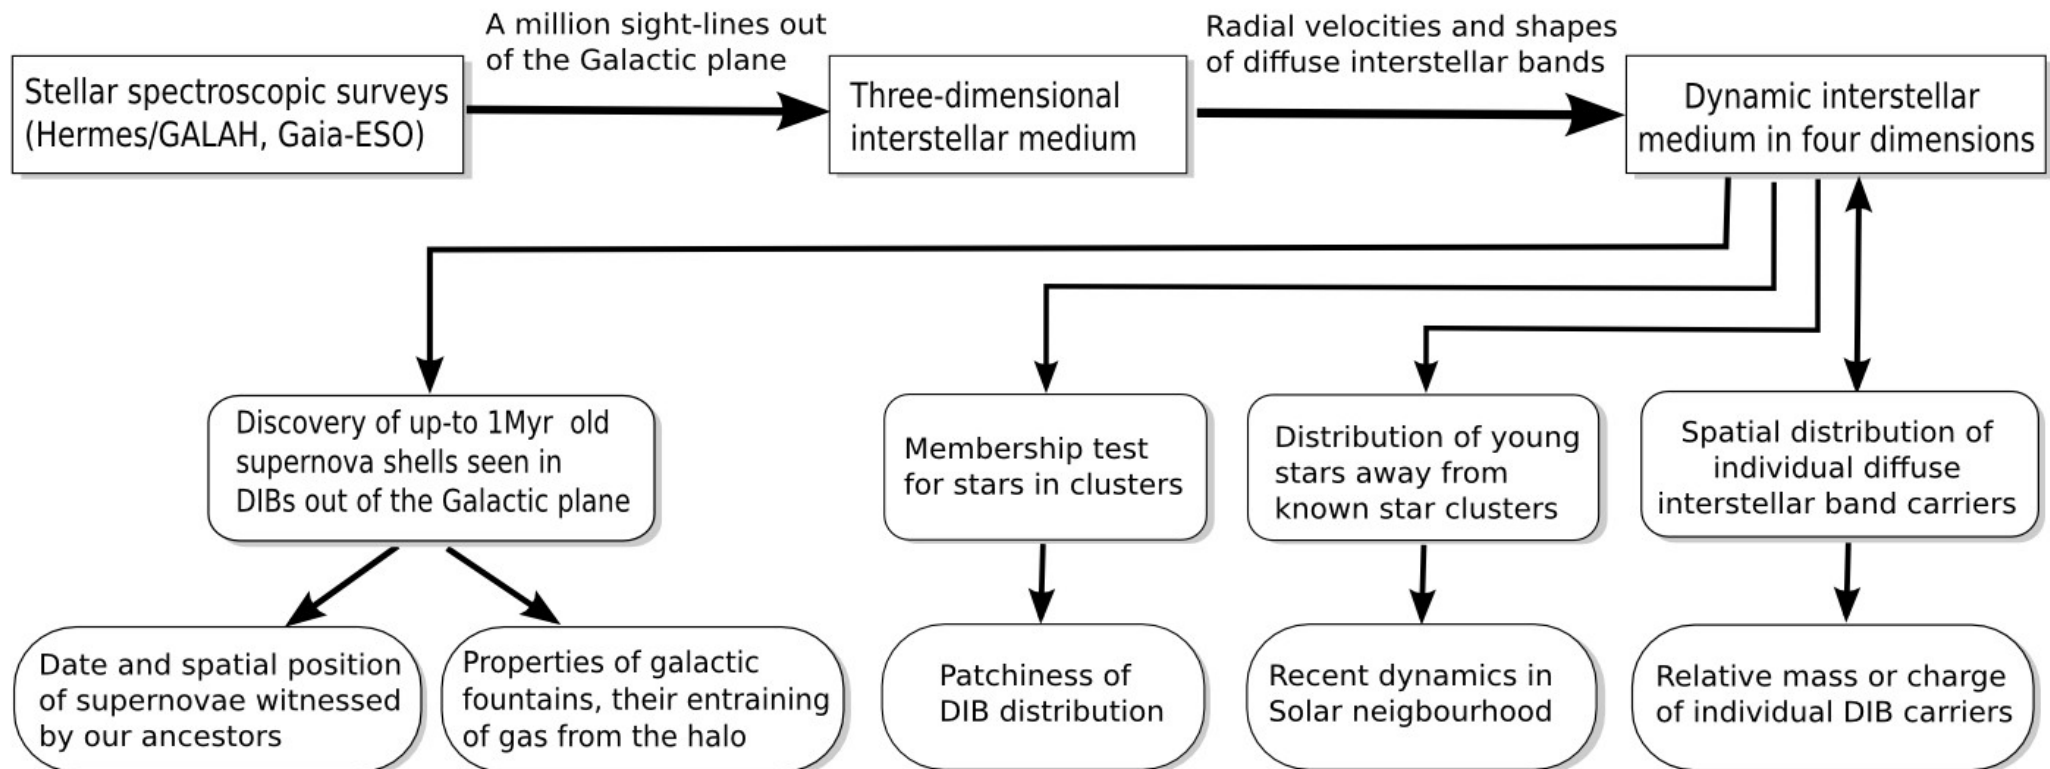 A million sight-lines out
of the Galactic plane
Radial velocities and shapes
of diffuse interstellar bands
Stellar spectroscopic surveys
(Hermes/GALAH, Gaia-ESO)
Three-dimensional
interstellar medium
Dynamic interstellar
medium in four dimensions
Discovery of up-to 1Myr old
supernova shells seen in
DIBs out of the Galactic plane
Membership test
for stars in clusters
Distribution of young
stars away from
known star clusters
Spatial distribution of
individual diffuse
interstellar band carriers
Date and spatial position
of supernovae witnessed
by our ancestors
Properties of galactic
fountains, their entraining
of gas from the halo
Patchiness of
DIB distribution
Recent dynamics in
Solar neigbourhood
Relative mass or charge
of individual DIB carriers